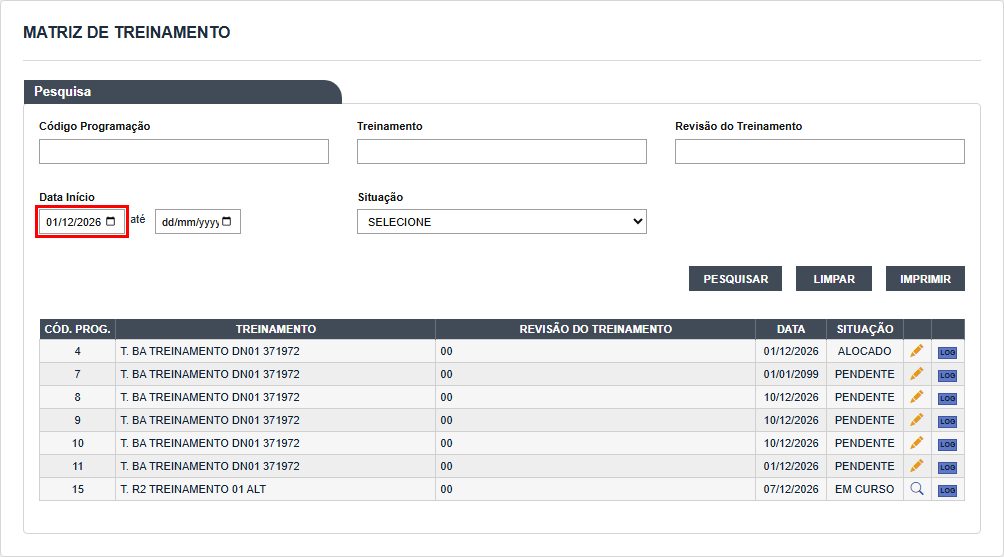 MATRIZ DE TREINAMENTO
Pesquisa
Código Programação Treinamento Revisão do Treinamento
Data Início Situação
01/12/2026 até dd/mm/yyyy SELECIONE
PESQUISAR LIMPAR IMPRIMIR
CÓD. PROG. TREINAMENTO REVISÃO DO TREINAMENTO DATA SITUAÇÃO
4 T. BA TREINAMENTO DN01 371972 00 01/12/2026 ALOCADO LOG
7 T. BA TREINAMENTO DN01 371972 00 01/01/2099 PENDENTE LOG
8 T. BA TREINAMENTO DN01 371972 00 10/12/2026 PENDENTE LOG
9 T. BA TREINAMENTO DN01 371972 00 10/12/2026 PENDENTE LOG
10 T. BA TREINAMENTO DN01 371972 00 10/12/2026 PENDENTE LOG
11 T. BA TREINAMENTO DN01 371972 00 01/12/2026 PENDENTE LOG
15 T. R2 TREINAMENTO 01 ALT 00 07/12/2026 EM CURSO LOG